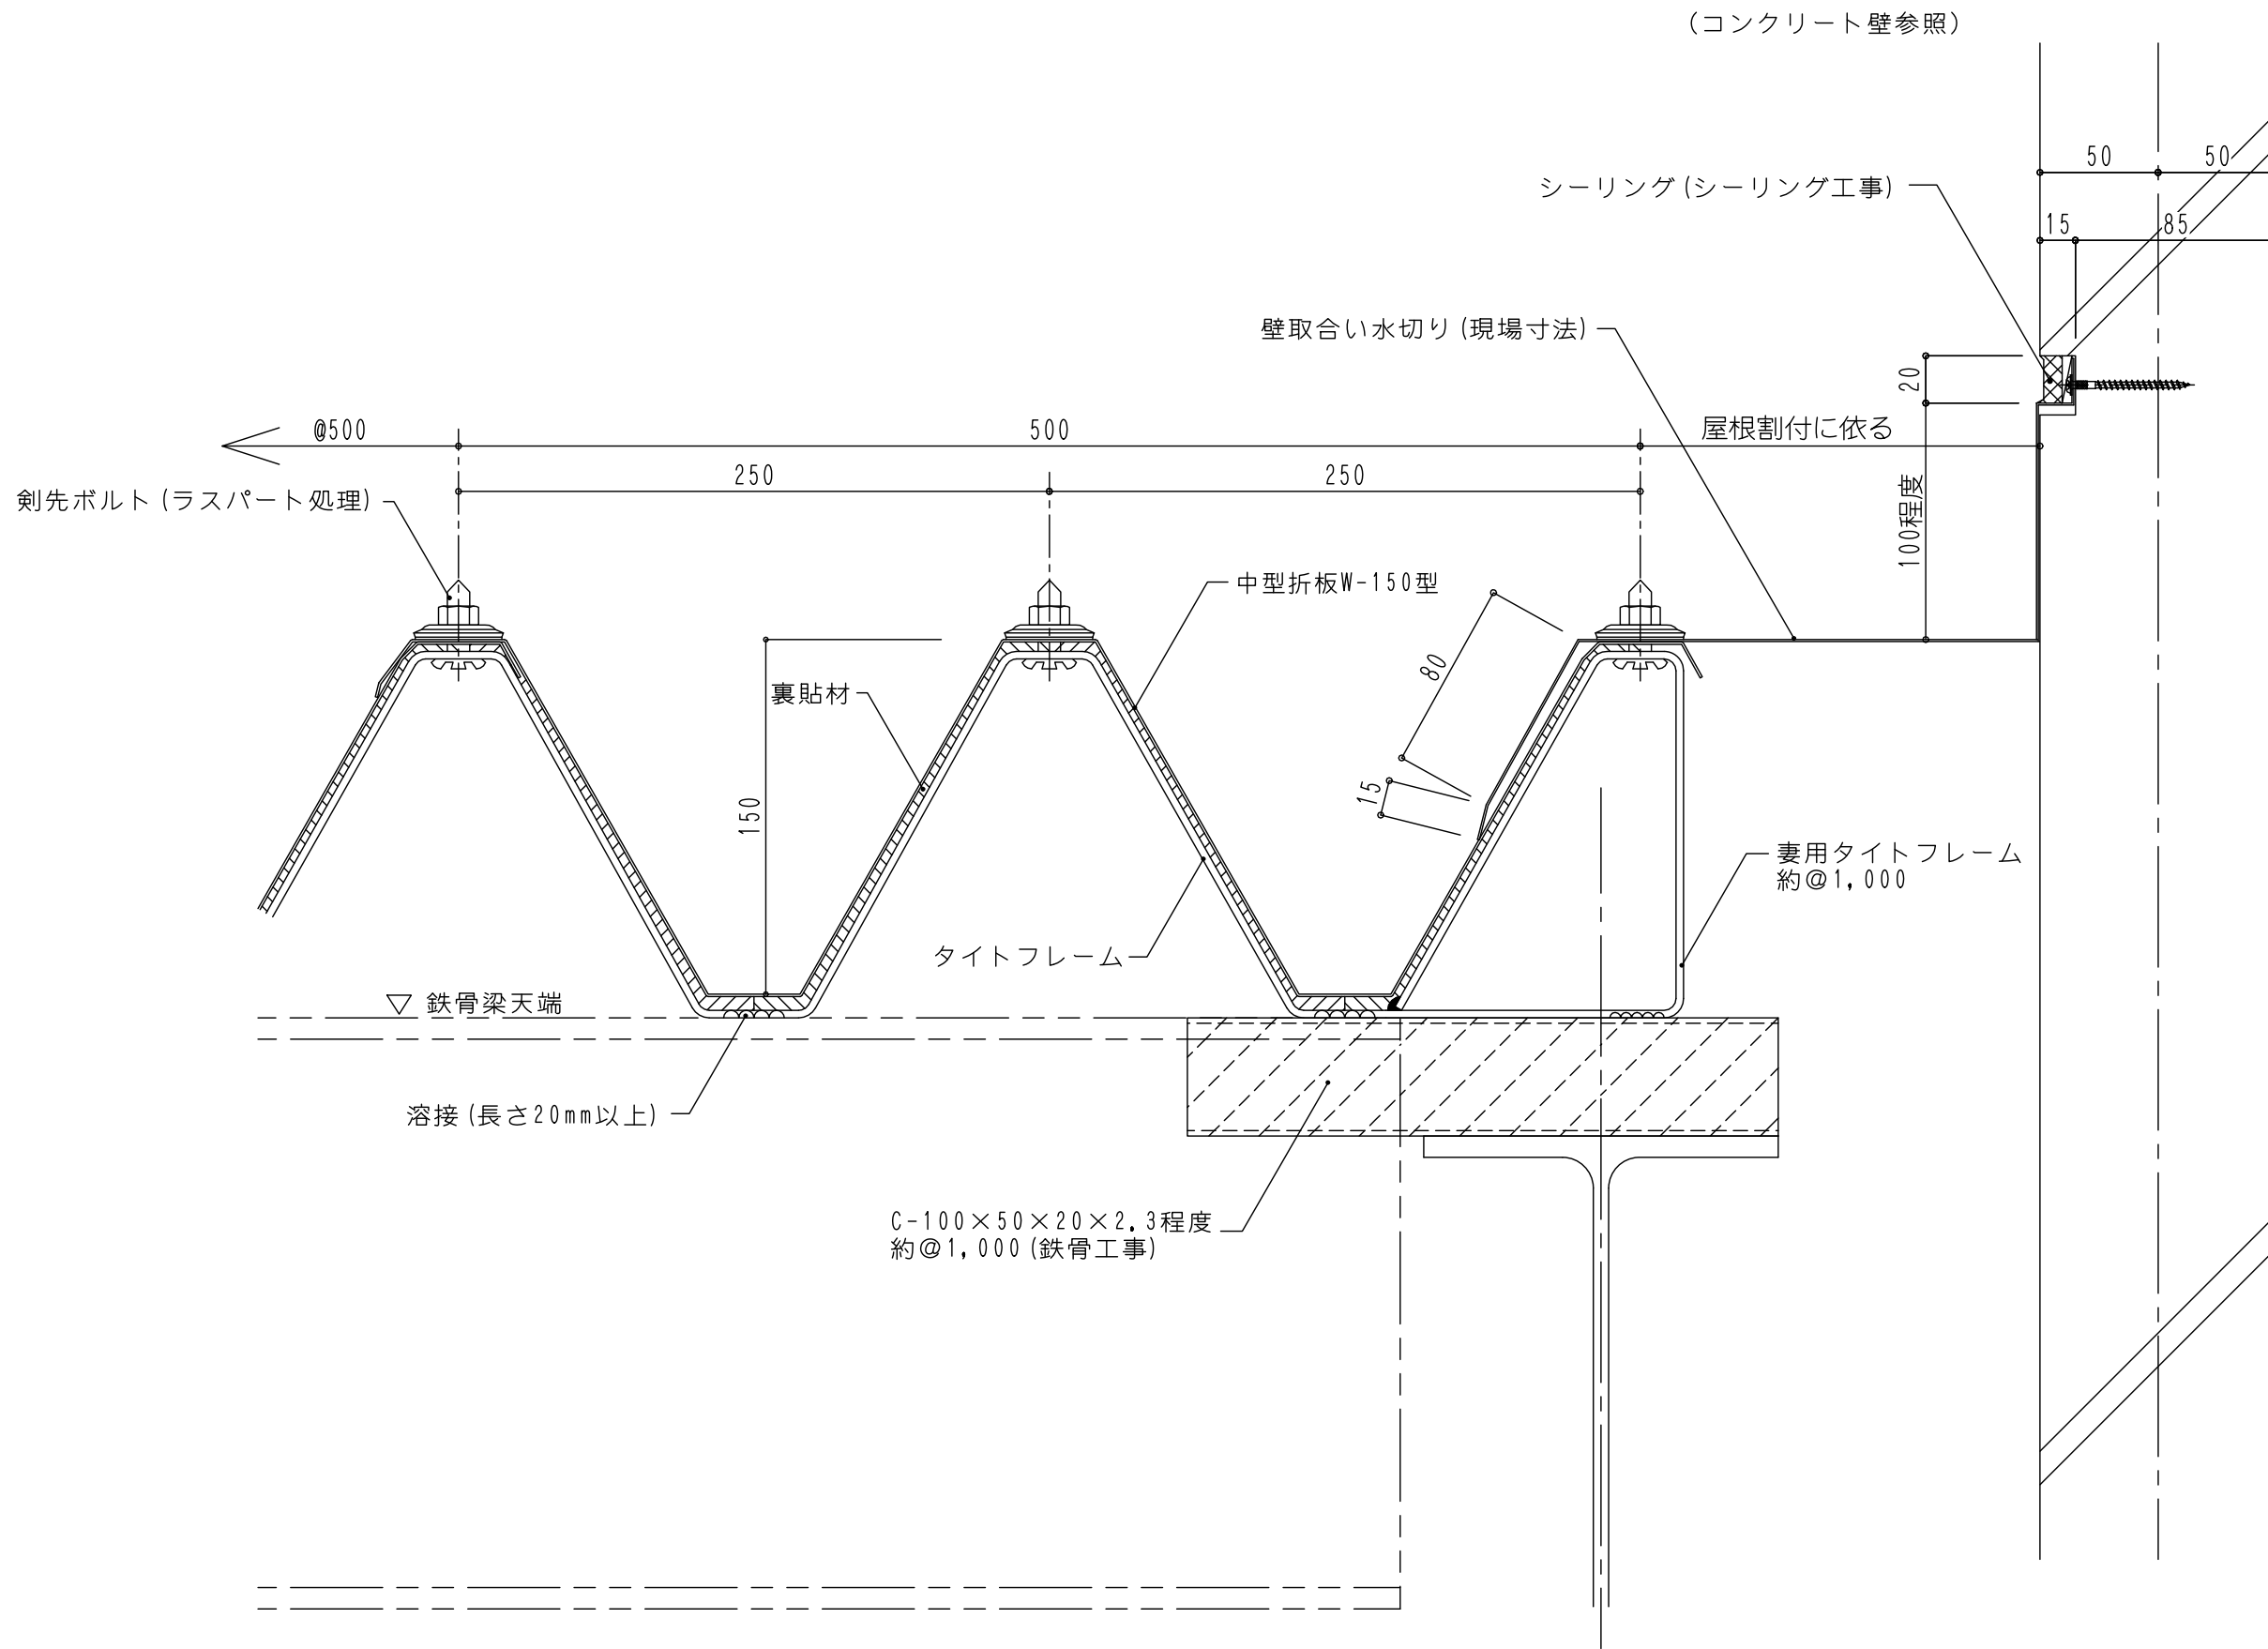 (コンクリート壁参照)
50
50
シーリング(シーリング工事)
15
85
壁取合い水切り(現場寸法)
20
@500
500
屋根割付に依る
250
250
剣先ボルト(ラスパート処理)
100程度
中型折板W-150型
80
裏貼材
15
150
妻用タイトフレーム
約@1,000
タイトフレーム
▽ 鉄骨梁天端
溶接(長さ20mm以上)
C-100×50×20×2.3程度
約@1,000(鉄骨工事)